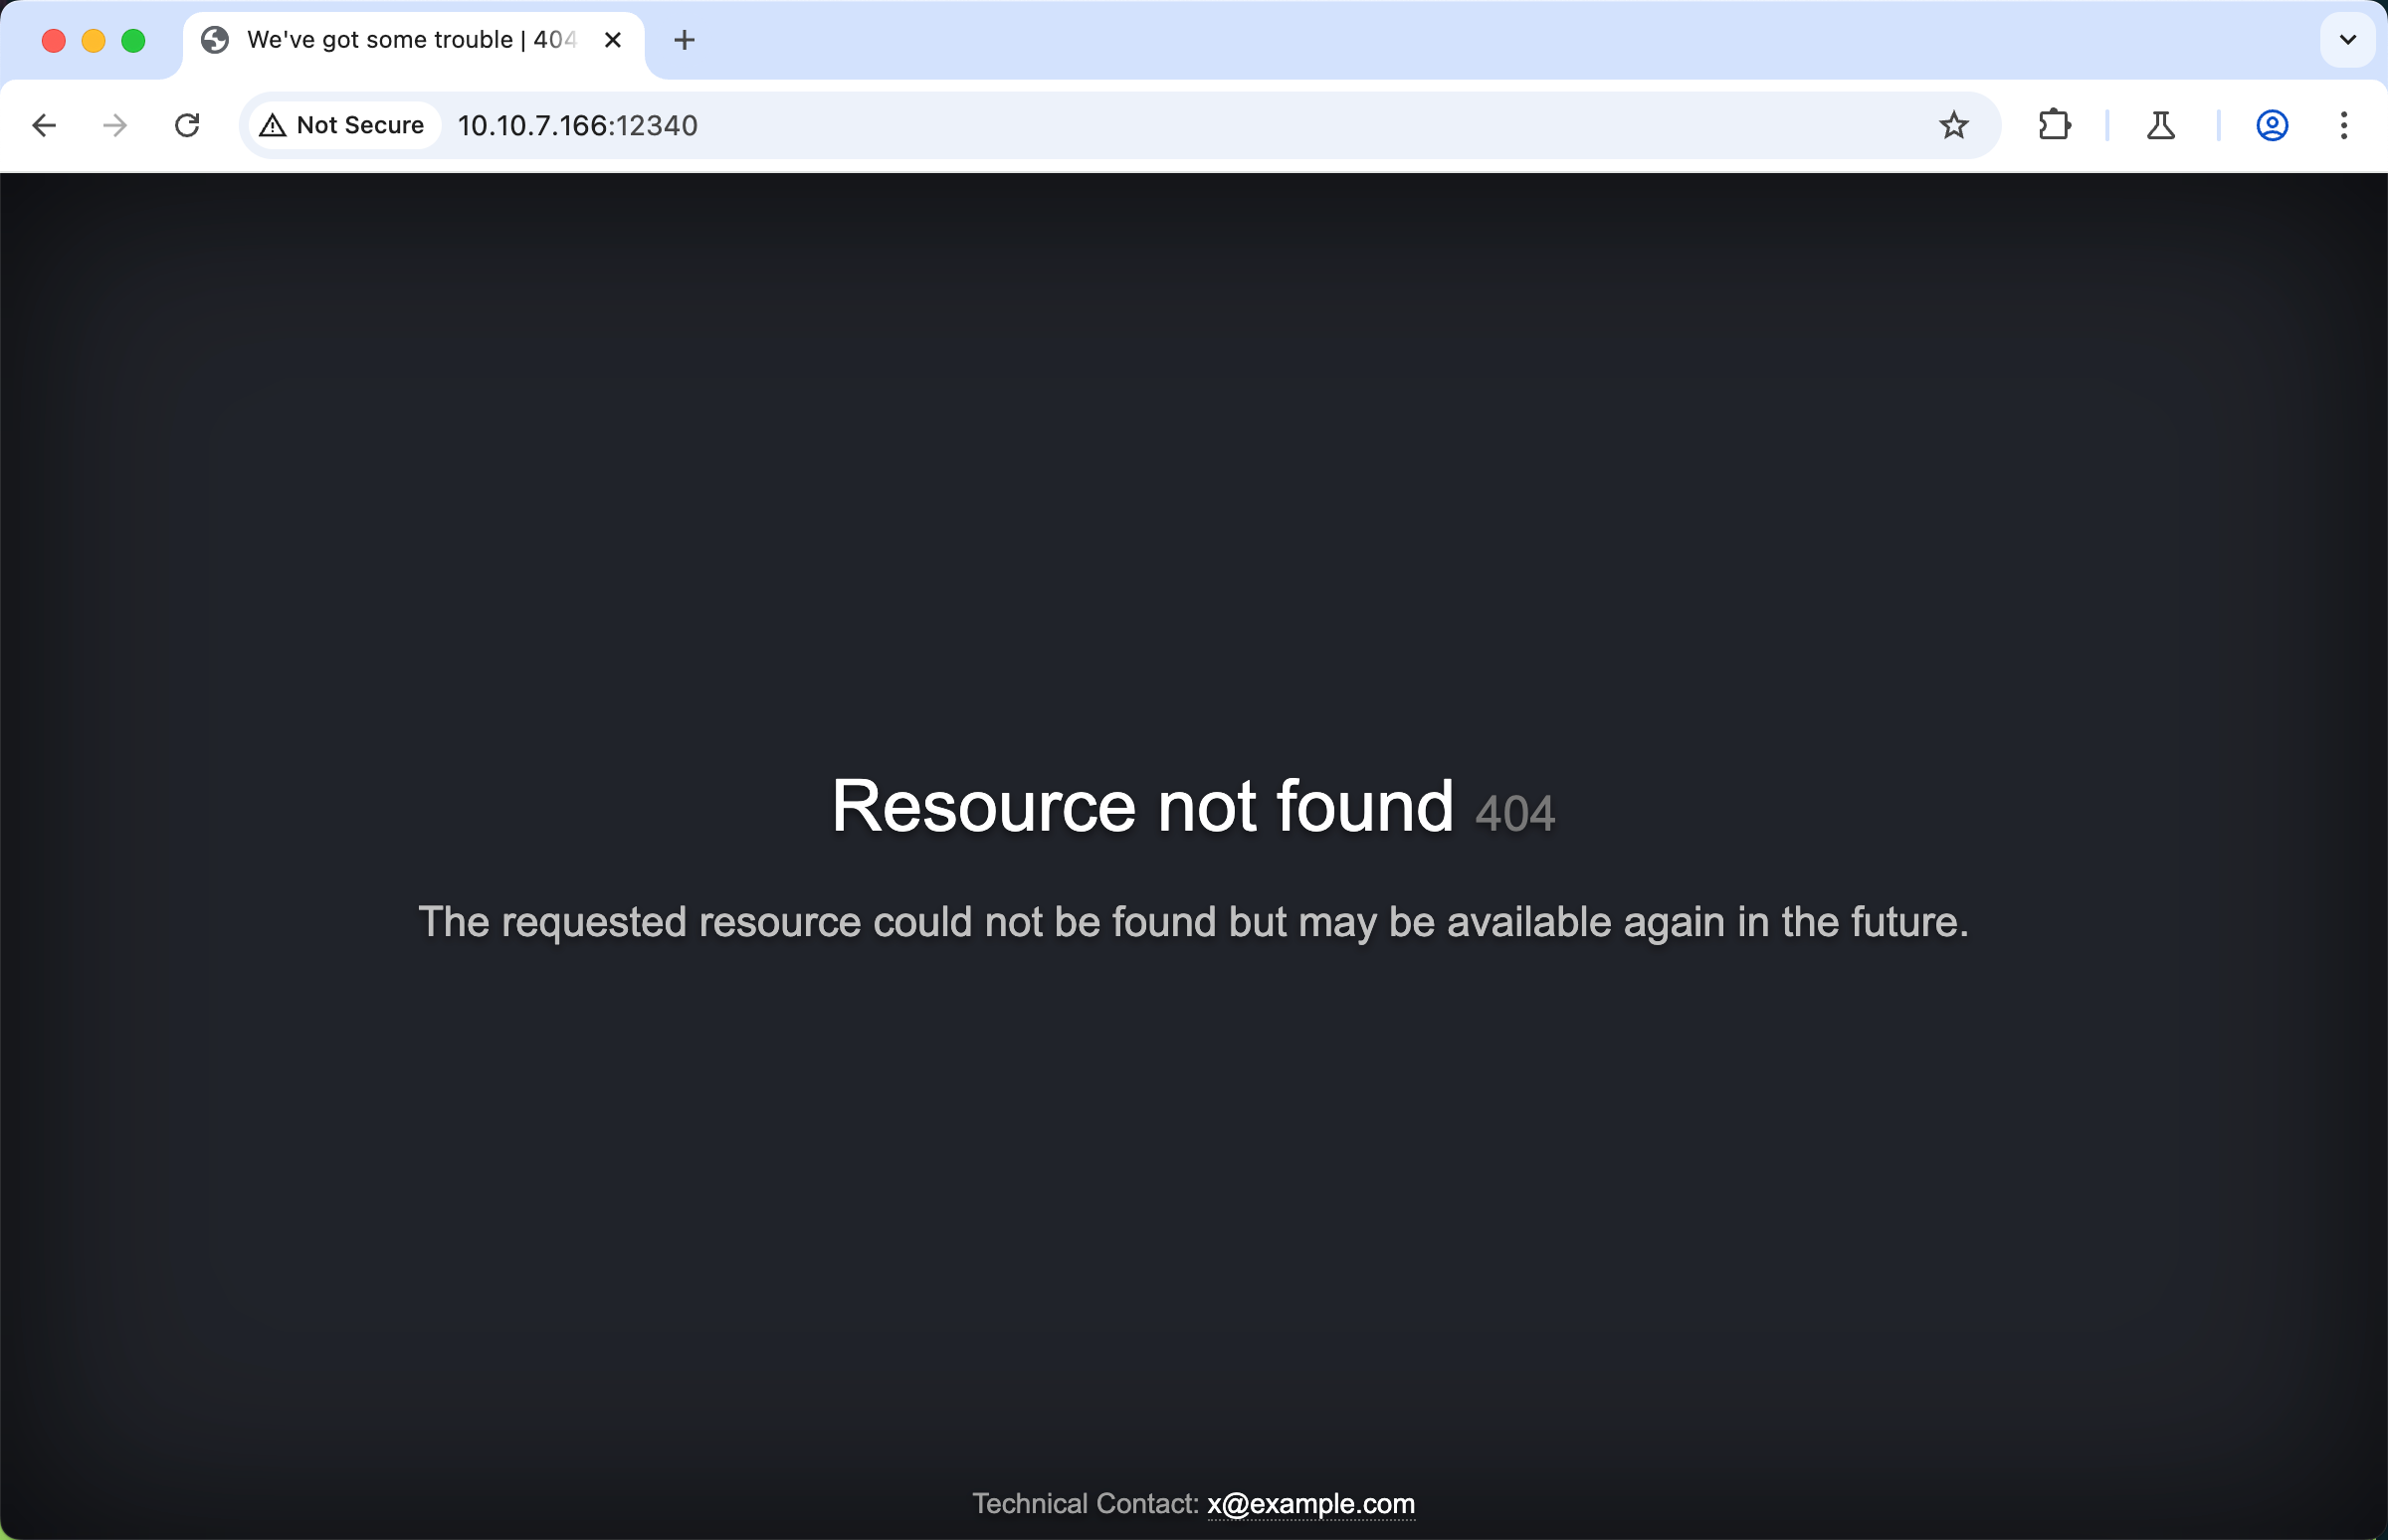 We've got some trouble | 404
Not Secure
10.10.7.166:12340
Resource not found 404
The requested resource could not be found but may be available again in the future.
Technical Contact: x@example.com